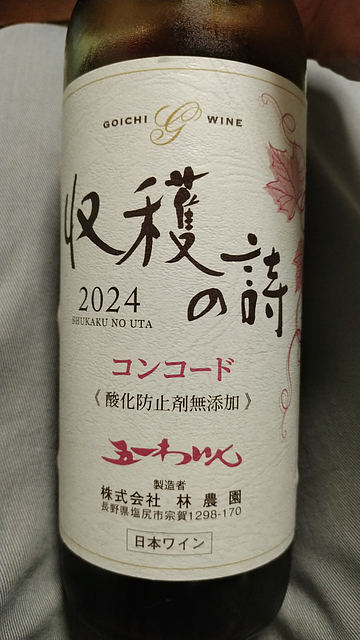 GOICHI G WINE
収穫
の詩
2024
SHUKAKU NO UTA
コンコード
《酸化防止剤無添加》
五一わいん
製造者
株式会社 林農園
長野県塩尻市宗賀1298-170
日本ワイン